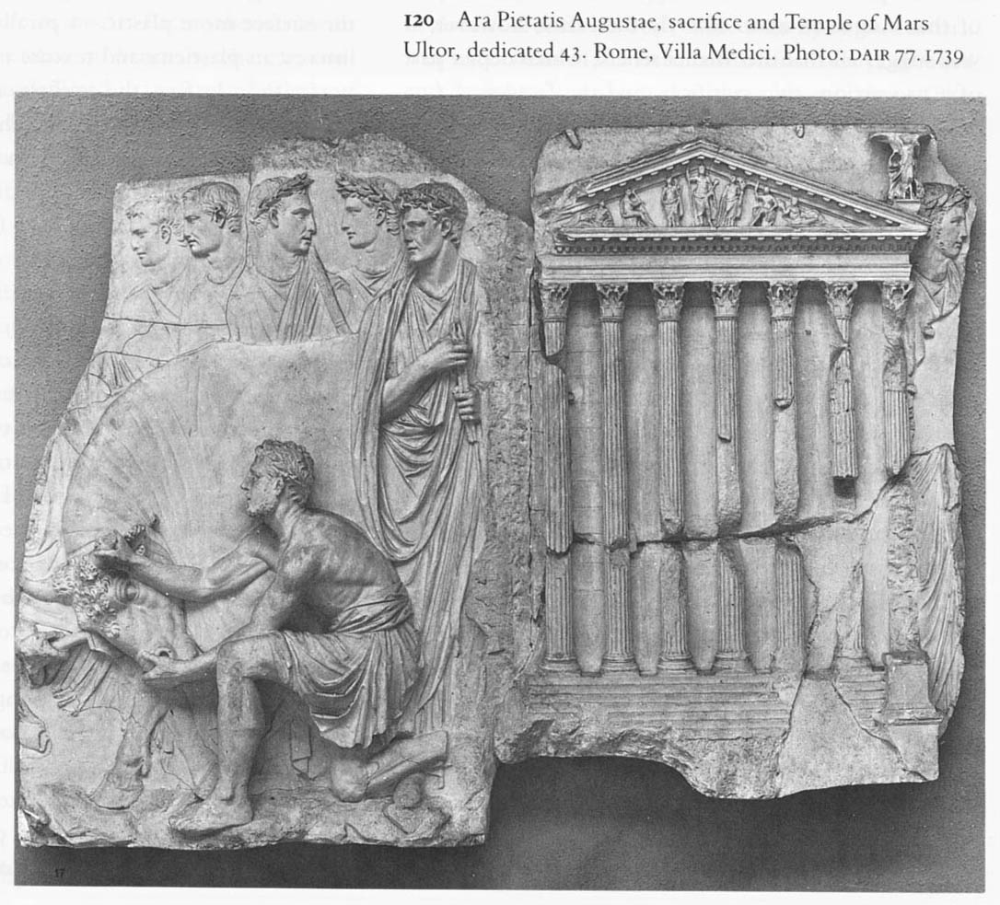 120 Ara Pietatis Augustae, sacrifice and Temple of Mars
Ultor, dedicated 43. Rome, Villa Medici. Photo: DAIR 77.1739
17